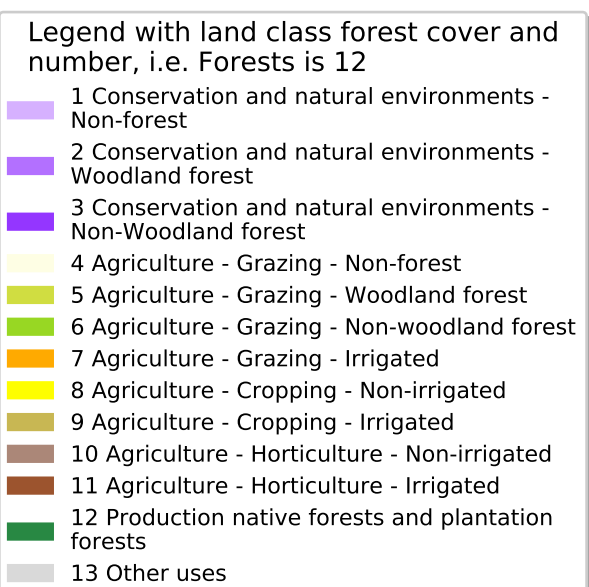 Legend with land class forest cover and
number, i.e. Forests is 12
1 Conservation and natural environments -
Non-forest
2 Conservation and natural environments -
Woodland forest
3 Conservation and natural environments -
Non-Woodland forest
4 Agriculture - Grazing - Non-forest
5 Agriculture - Grazing - Woodland forest
6 Agriculture - Grazing - Non-woodland forest
7 Agriculture - Grazing - Irrigated
8 Agriculture - Cropping - Non-irrigated
9 Agriculture - Cropping - Irrigated
10 Agriculture - Horticulture - Non-irrigated
11 Agriculture - Horticulture - Irrigated
12 Production native forests and plantation
forests
13 Other uses